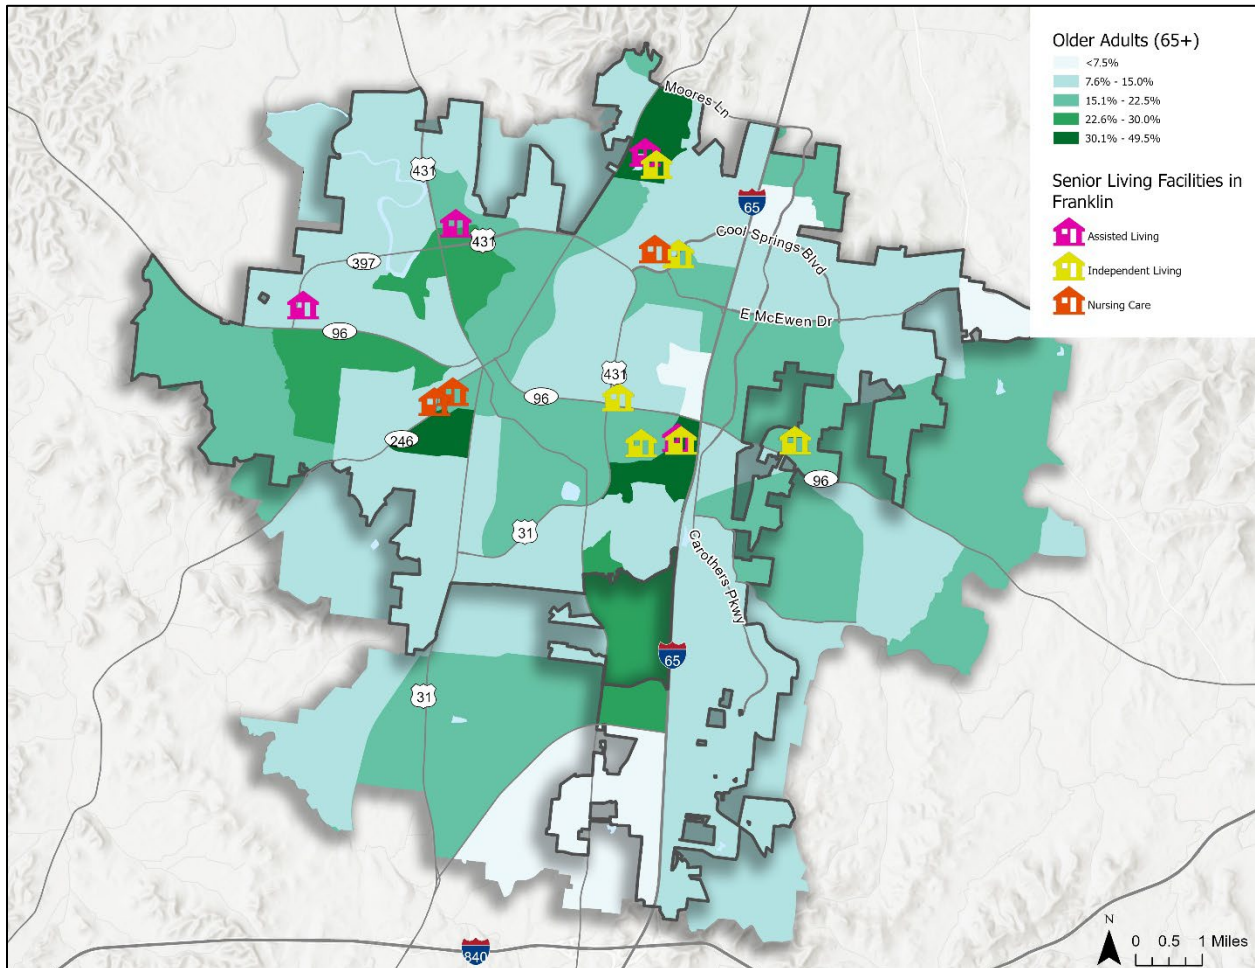 Older Adults (65+)
<7.5%
7.6% - 15.0%
15.1% - 22.5%
22.6% - 30.0%
30.1% - 49.5%
Senior Living Facilities in
Franklin
Assisted Living
Independent Living
Nursing Care
Moores Ln
431
65
431
Cool Springs Blvd
397
E McEwen Dr
96
431
96
246
96
31
Carothers Pkwy
65
31
N
0 0.5 1 Miles
840